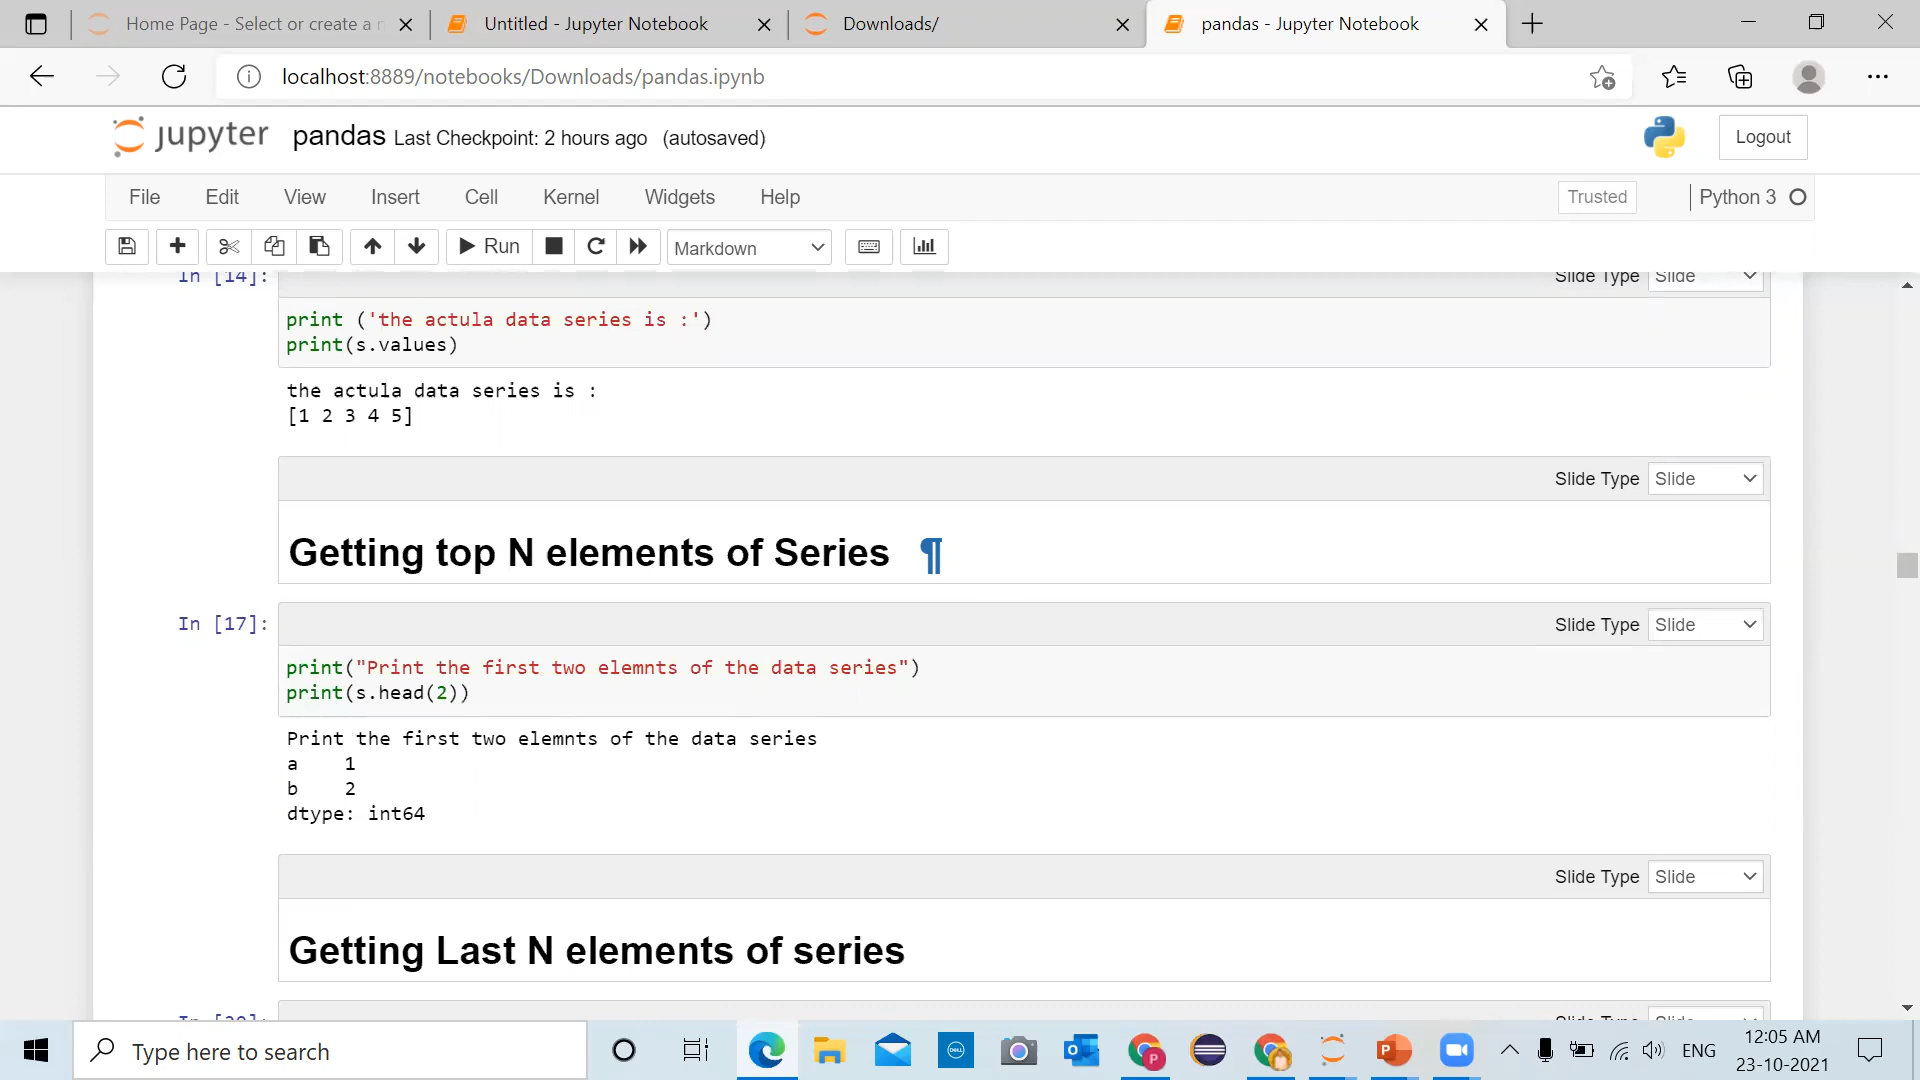 Home Page - Select or create a n
Untitled - Jupyter Notebook
Downloads/
pandas - Jupyter Notebook
localhost:8889/notebooks/Downloads/pandas.ipynb
jupyter pandas Last Checkpoint: 2 hours ago (autosaved)
Logout
File Edit View Insert Cell Kernel Widgets Help
Trusted
Python 3
Run
Markdown
In [14]:
Slide Type Slide
print ('the actula data series is :')
print(s.values)
the actula data series is :
[1 2 3 4 5]
Slide Type Slide
Getting top N elements of Series ¶
In [17]:
Slide Type Slide
print("Print the first two elemnts of the data series")
print(s.head(2))
Print the first two elemnts of the data series
a 1
b 2
dtype: int64
Slide Type Slide
Getting Last N elements of series
Type here to search
ENG
12:05 AM
23-10-2021